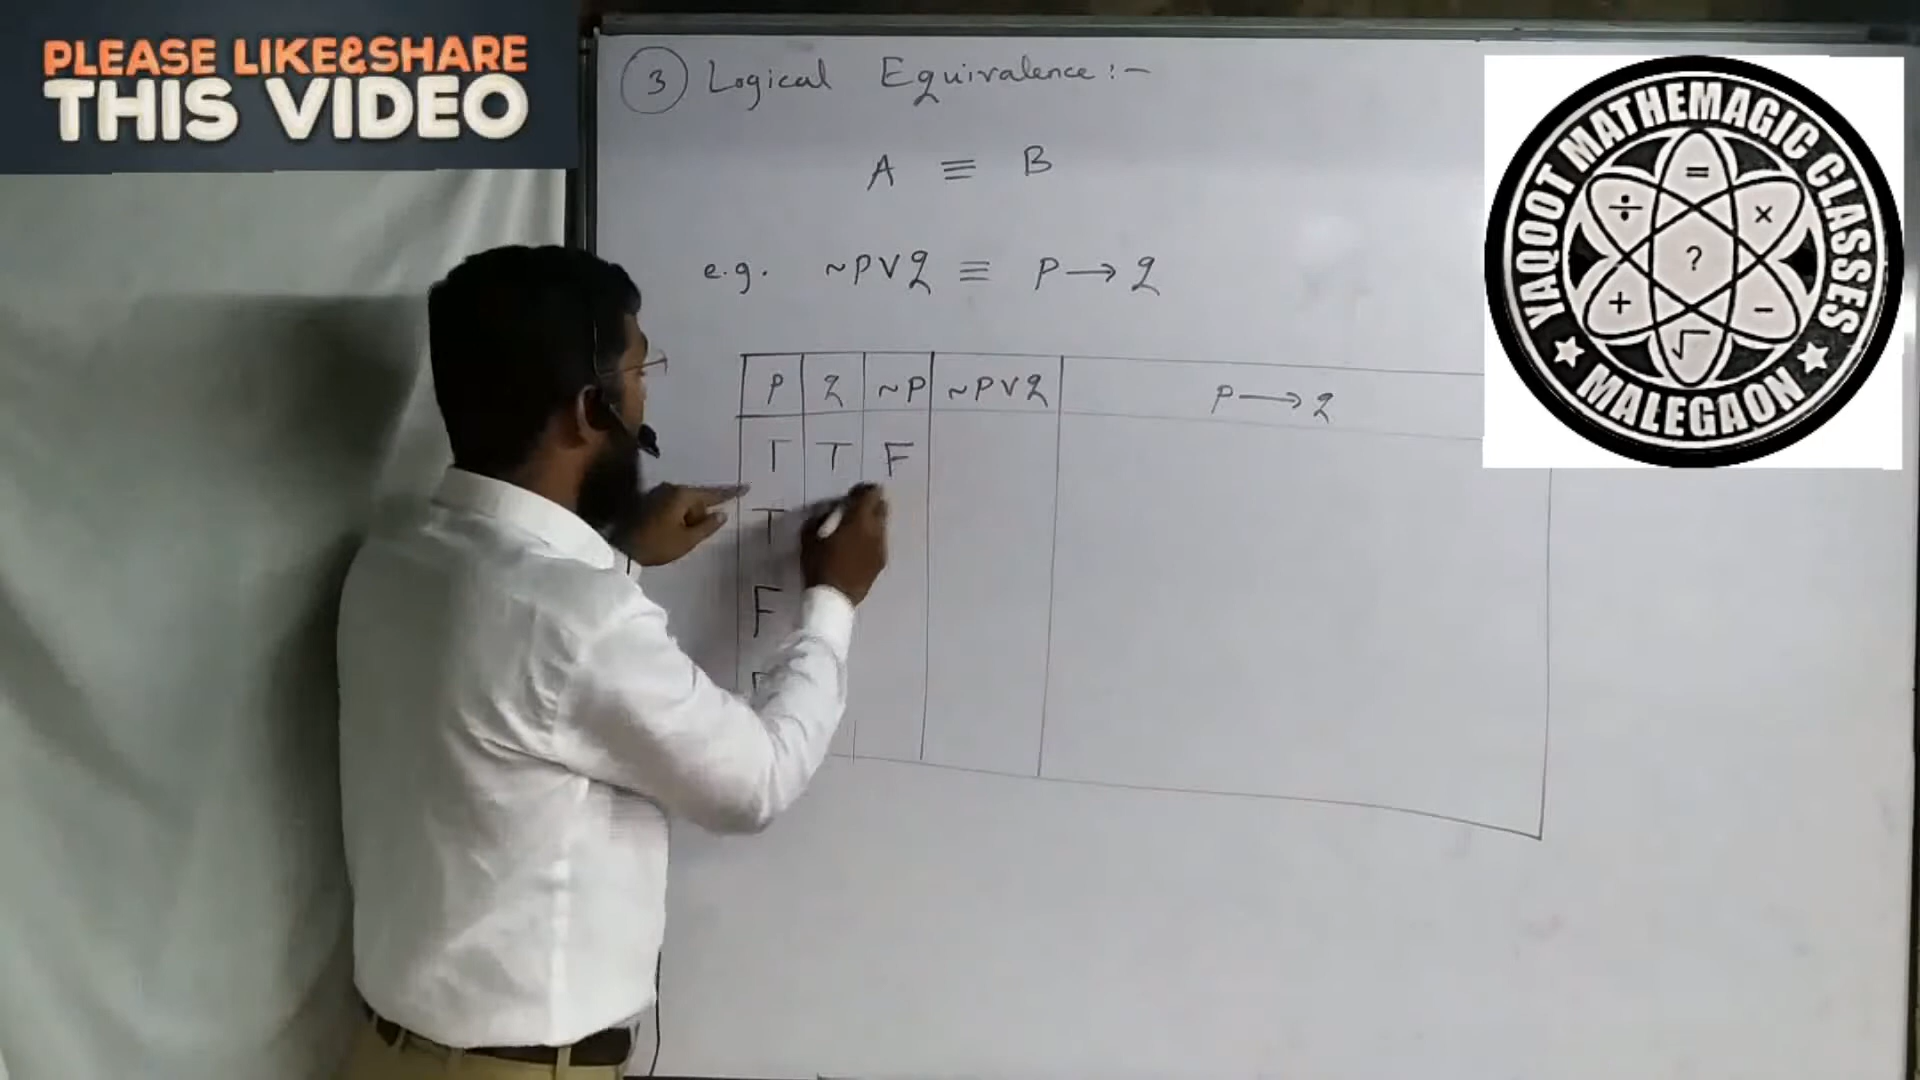 PLEASE LIKE&SHARE
THIS VIDEO
3 Logical Equivalence :-
A ≡ B
e.g. ~p∨q ≡ p → q
p q ~p ~p∨q p → q
T T F
T
F
YAQOOT MATHEMAGIC CLASSES
= × − √ + ÷ ?
★ MALEGAON ★